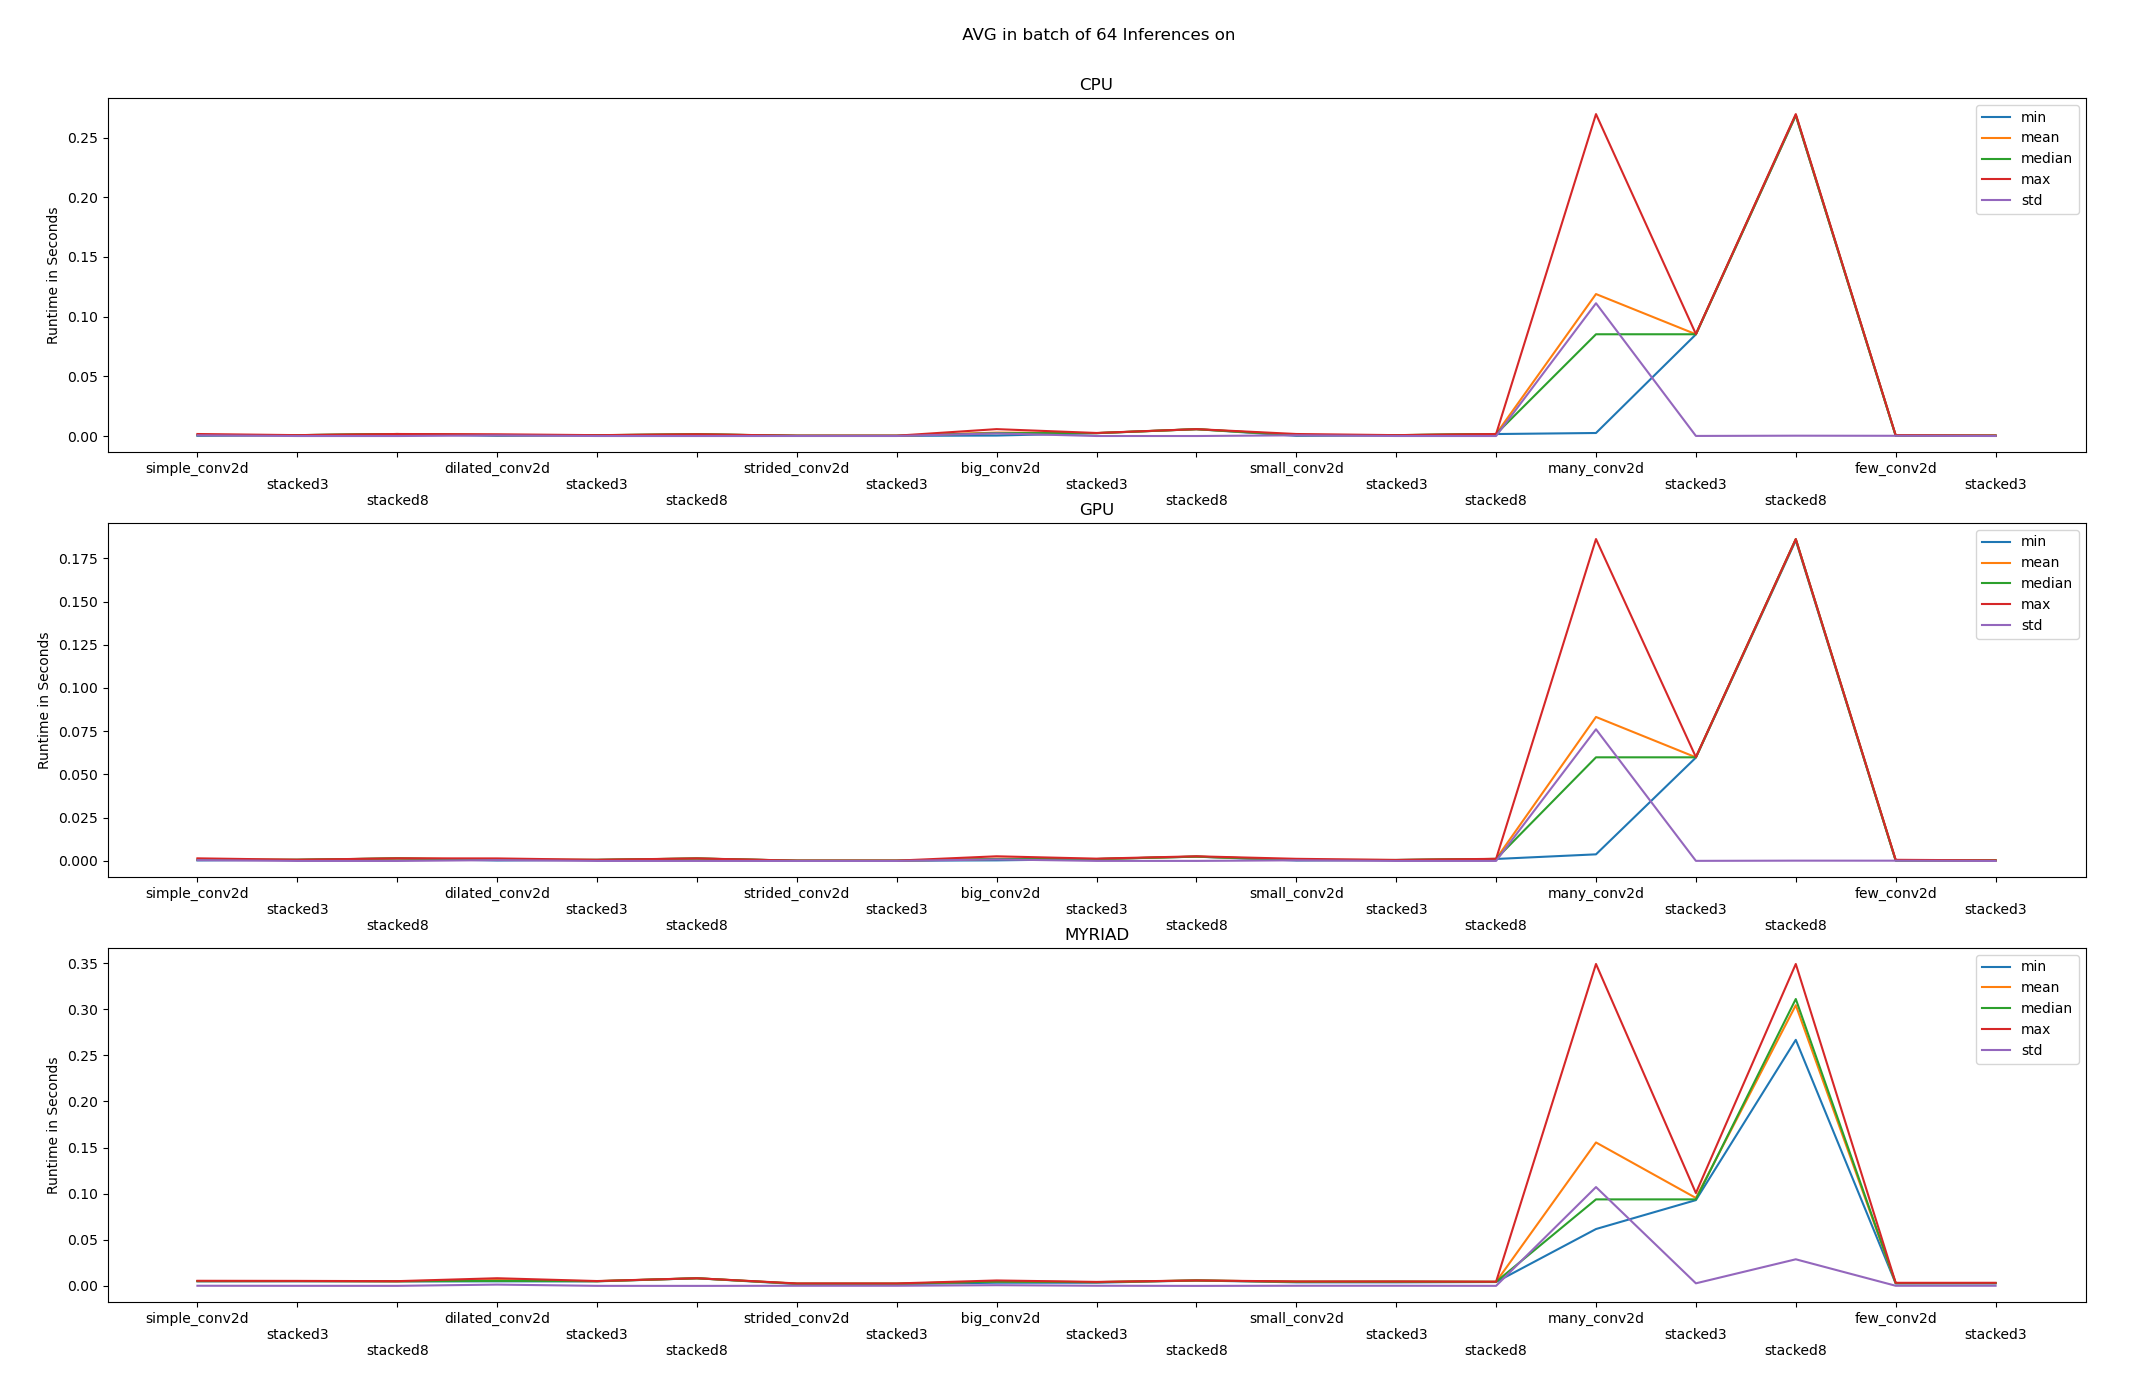 AVG in batch of 64 Inferences on
CPU
Runtime in Seconds
0.25
0.20
0.15
0.10
0.05
0.00
min
mean
median
max
std
simple_conv2d
stacked3
stacked8
dilated_conv2d
stacked3
stacked8
strided_conv2d
stacked3
big_conv2d
stacked3
stacked8
small_conv2d
stacked3
stacked8
many_conv2d
stacked3
stacked8
few_conv2d
stacked3
GPU
Runtime in Seconds
0.175
0.150
0.125
0.100
0.075
0.050
0.025
0.000
min
mean
median
max
std
simple_conv2d
stacked3
stacked8
dilated_conv2d
stacked3
stacked8
strided_conv2d
stacked3
big_conv2d
stacked3
stacked8
small_conv2d
stacked3
stacked8
many_conv2d
stacked3
stacked8
few_conv2d
stacked3
MYRIAD
Runtime in Seconds
0.35
0.30
0.25
0.20
0.15
0.10
0.05
0.00
min
mean
median
max
std
simple_conv2d
stacked3
stacked8
dilated_conv2d
stacked3
stacked8
strided_conv2d
stacked3
big_conv2d
stacked3
stacked8
small_conv2d
stacked3
stacked8
many_conv2d
stacked3
stacked8
few_conv2d
stacked3